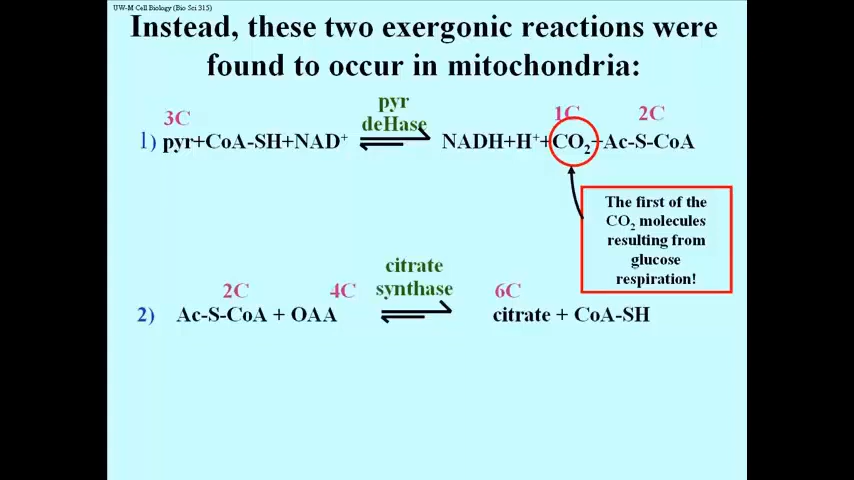 UW-M Cell Biology (Bio Sci 315)
Instead, these two exergonic reactions were
found to occur in mitochondria:
3C
pyr
deHase
1C
2C
1) pyr+CoA-SH+NAD⁺
NADH+H⁺+CO₂+Ac-S-CoA
The first of the
CO₂ molecules
resulting from
glucose
respiration!
2C
4C
citrate
synthase
6C
2) Ac-S-CoA + OAA
citrate + CoA-SH